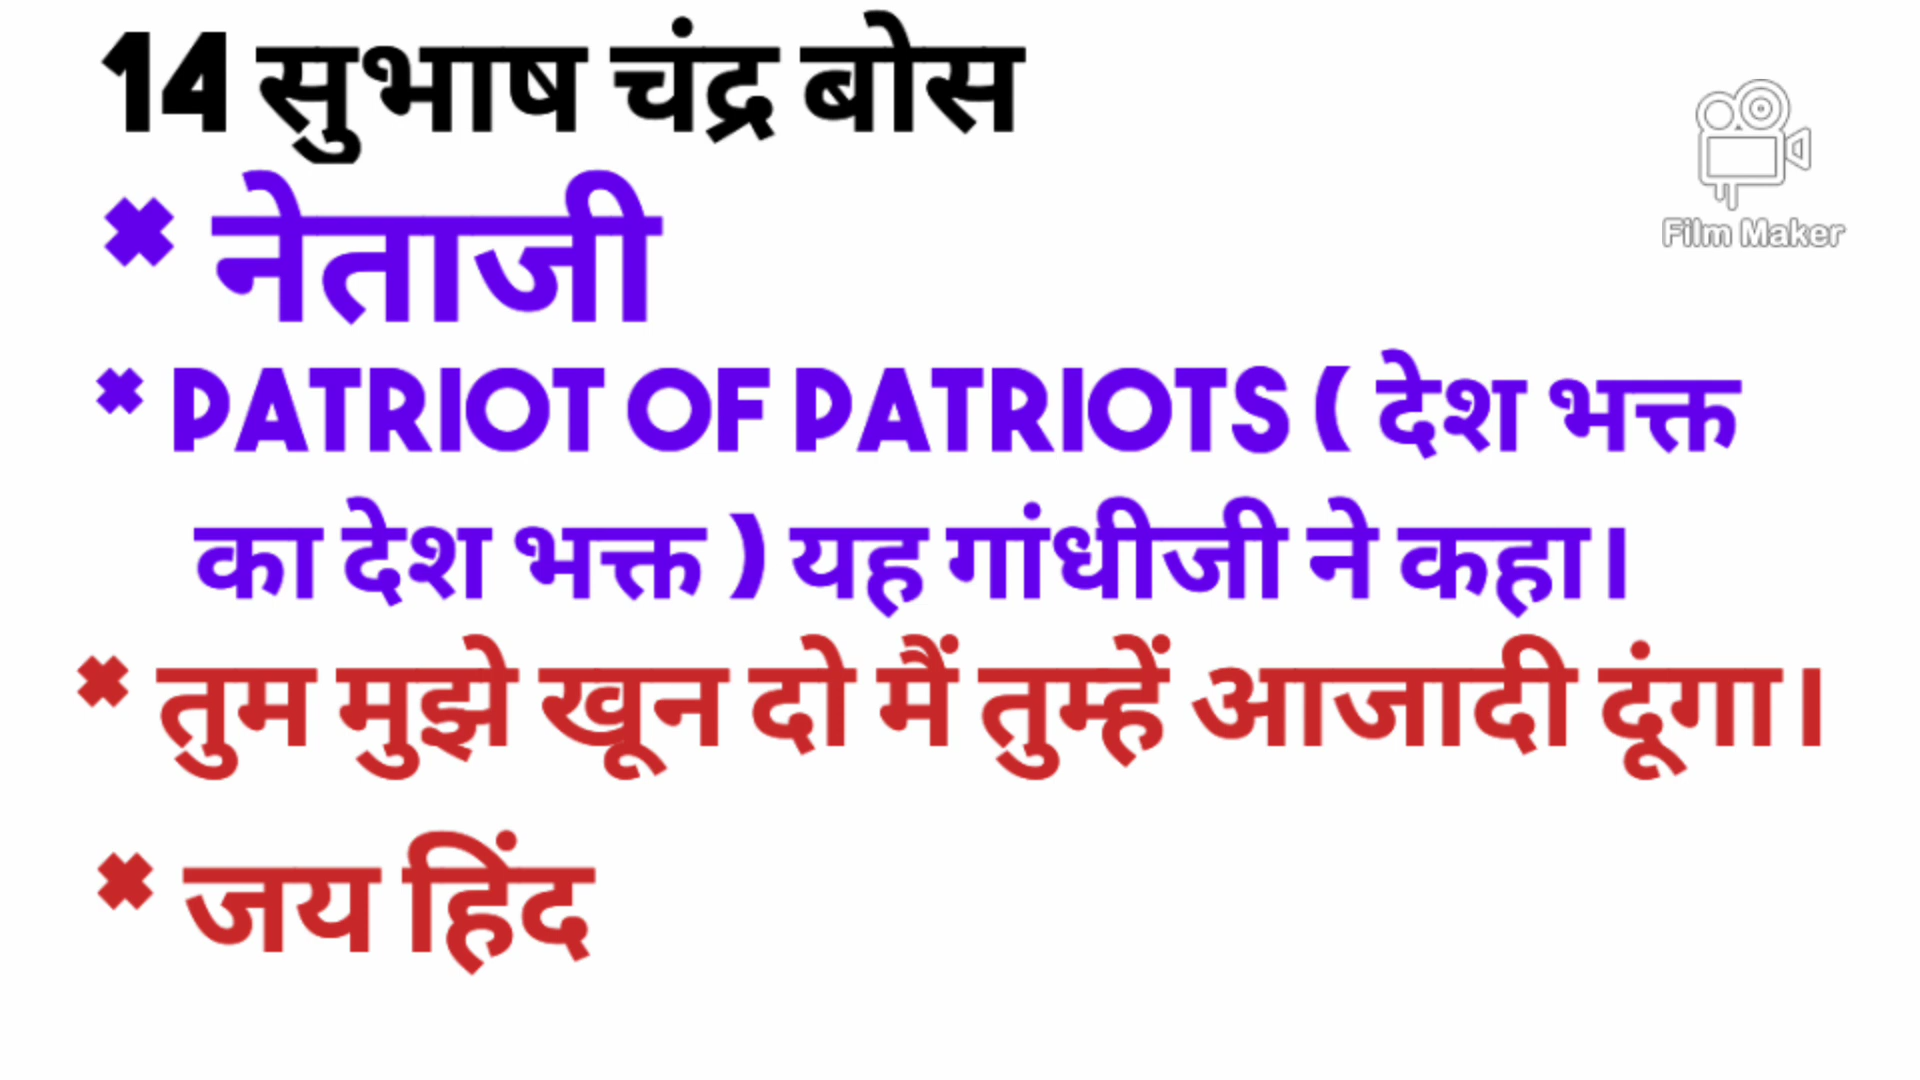 14 सुभाष चंद्र बोस
Film Maker
* नेताजी
* PATRIOT OF PATRIOTS ( देश भक्त
का देश भक्त ) यह गांधीजी ने कहा।
* तुम मुझे खून दो मैं तुम्हें आजादी दूंगा।
* जय हिंद